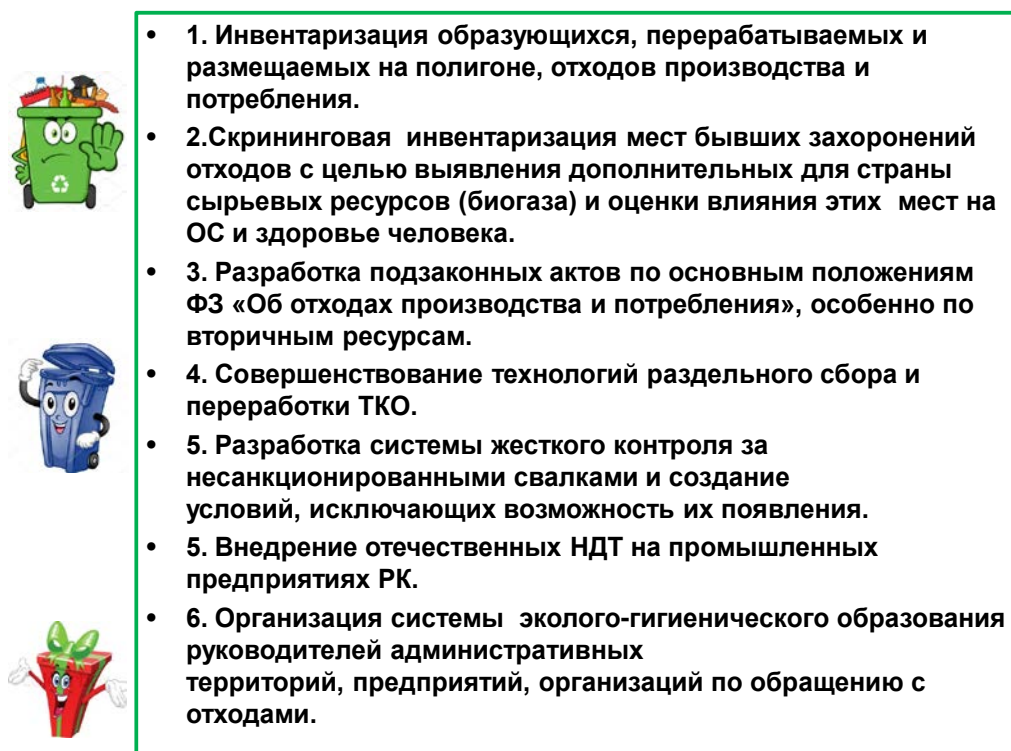 • 1. Инвентаризация образующихся, перерабатываемых и
размещаемых на полигоне, отходов производства и
потребления.
• 2.Скрининговая инвентаризация мест бывших захоронений
отходов с целью выявления дополнительных для страны
сырьевых ресурсов (биогаза) и оценки влияния этих мест на
ОС и здоровье человека.
• 3. Разработка подзаконных актов по основным положениям
ФЗ «Об отходах производства и потребления», особенно по
вторичным ресурсам.
• 4. Совершенствование технологий раздельного сбора и
переработки ТКО.
• 5. Разработка системы жесткого контроля за
несанкционированными свалками и создание
условий, исключающих возможность их появления.
• 5. Внедрение отечественных НДТ на промышленных
предприятиях РК.
• 6. Организация системы эколого-гигиенического образования
руководителей административных
территорий, предприятий, организаций по обращению с
отходами.